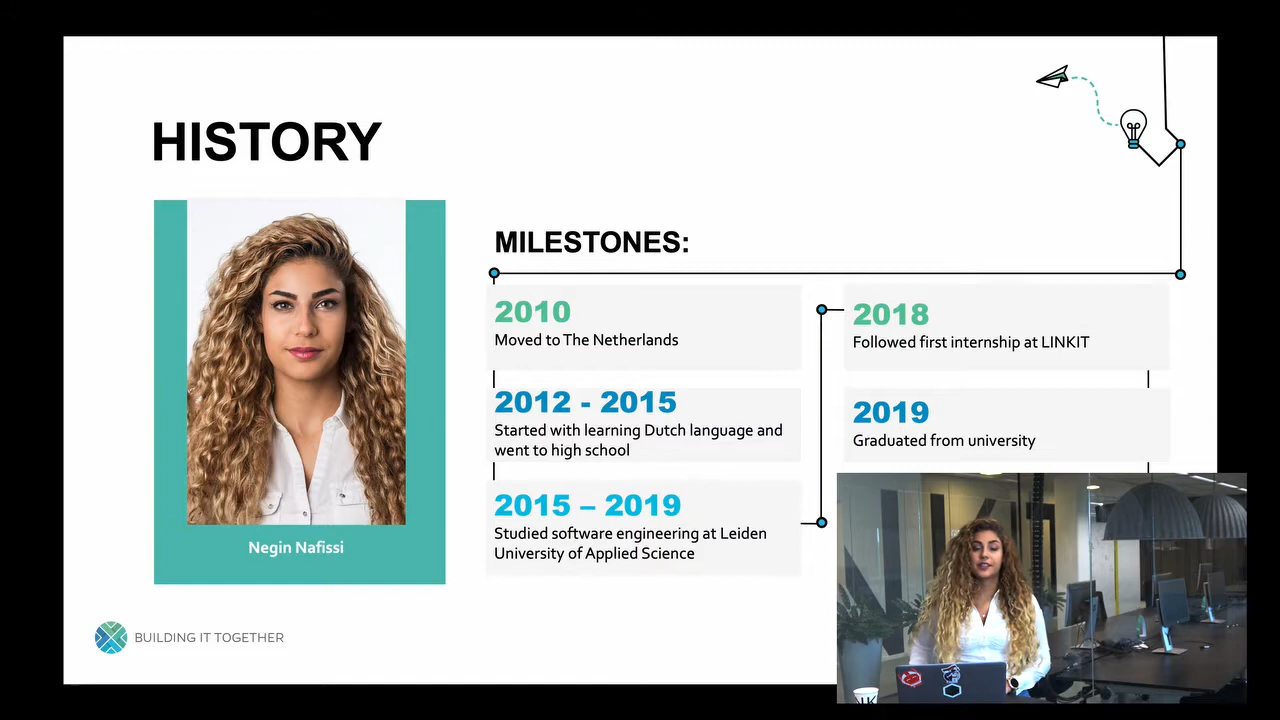 HISTORY
MILESTONES:
2010
Moved to The Netherlands
2012 - 2015
Started with learning Dutch language and
went to high school
2015 – 2019
Studied software engineering at Leiden
University of Applied Science
2018
Followed first internship at LINKIT
2019
Graduated from university
Negin Nafissi
BUILDING IT TOGETHER